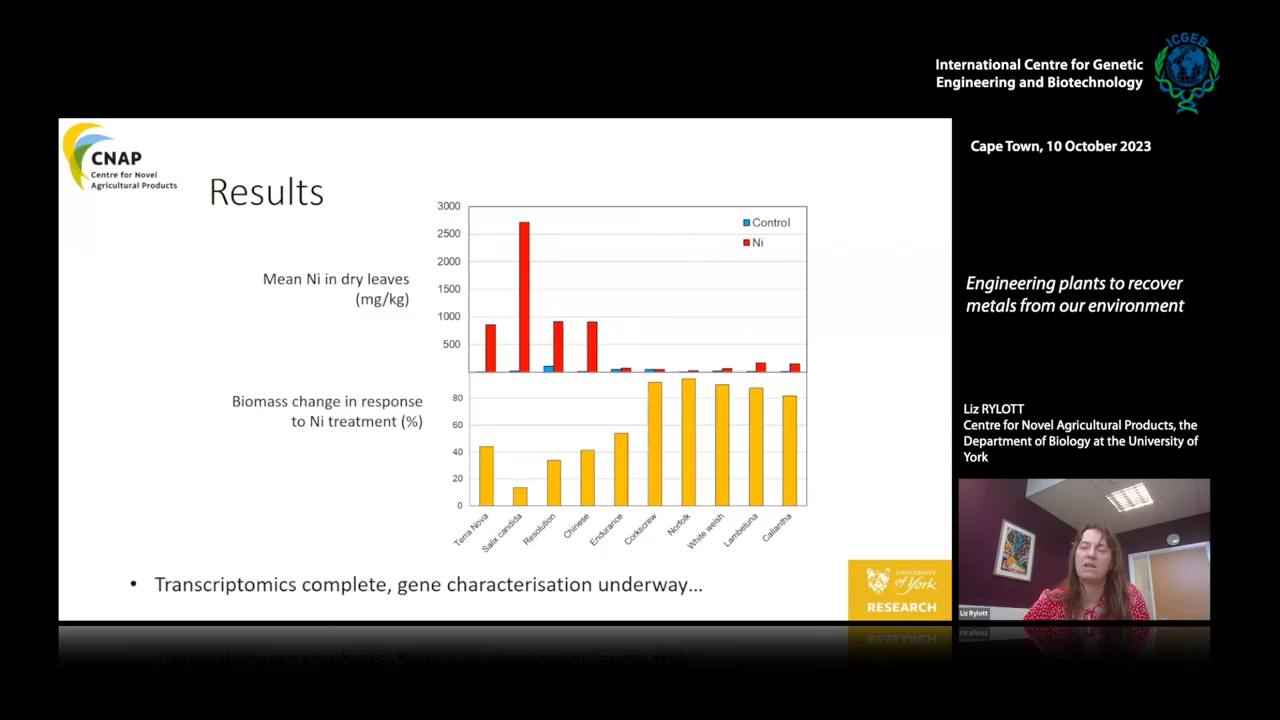 International Centre for Genetic
Engineering and Biotechnology
ICGEB
Cape Town, 10 October 2023
CNAP
Centre for Novel
Agricultural Products
Results
Mean Ni in dry leaves
(mg/kg)
3000
2500
2000
1500
1000
500
Control
Ni
Biomass change in response
to Ni treatment (%)
80
60
40
20
0
Terra Nova
Salix candida
Resolution
Chinese
Endurance
Corkscrew
Norfolk
White welsh
Lambetuna
Caliantha
• Transcriptomics complete, gene characterisation underway...
UNIVERSITY
of York
RESEARCH
Engineering plants to recover
metals from our environment
Liz RYLOTT
Centre for Novel Agricultural Products, the
Department of Biology at the University of
York
Liz Rylott